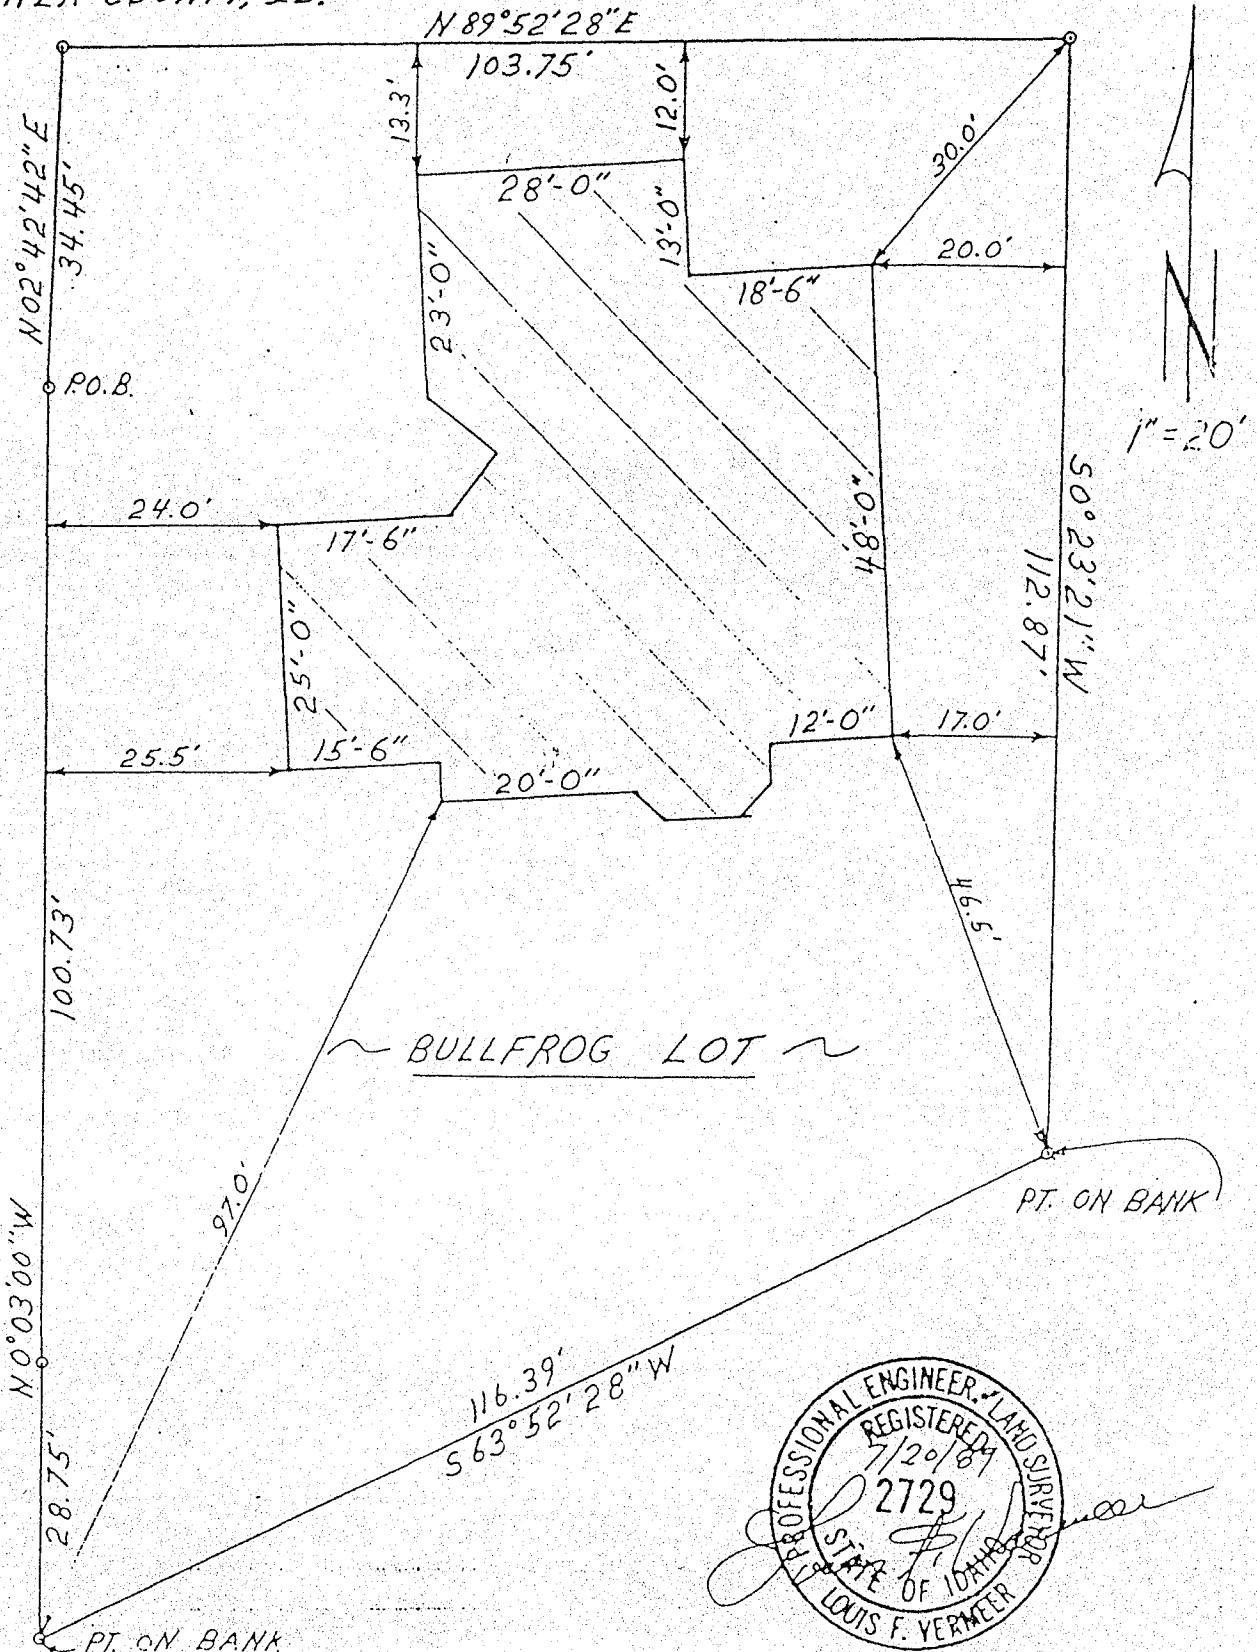 COUNTY, ID.
N 89°52'28" E
103.75'
13.3'
12.0'
30.0'
N02°42'42" E
34.45'
28'-0"
13'-0"
20.0'
18'-6"
23'-0"
P.O.B.
N
1" = 20'
24.0'
17'-6"
48'-0"
S0°23'21" W
112.87'
25'-0"
12'-0"
17.0'
15'-6"
25.5'
20'-0"
46.5'
100.73'
~ BULLFROG LOT ~
97.0'
PT. ON BANK
N 0°03'00" W
116.39'
S 63°52'28" W
28.75'
PT. ON BANK
PROFESSIONAL ENGINEER & LAND SURVEYOR
REGISTERED
7/20/89
2729
STATE OF IDAHO
LOUIS F. VERMEER